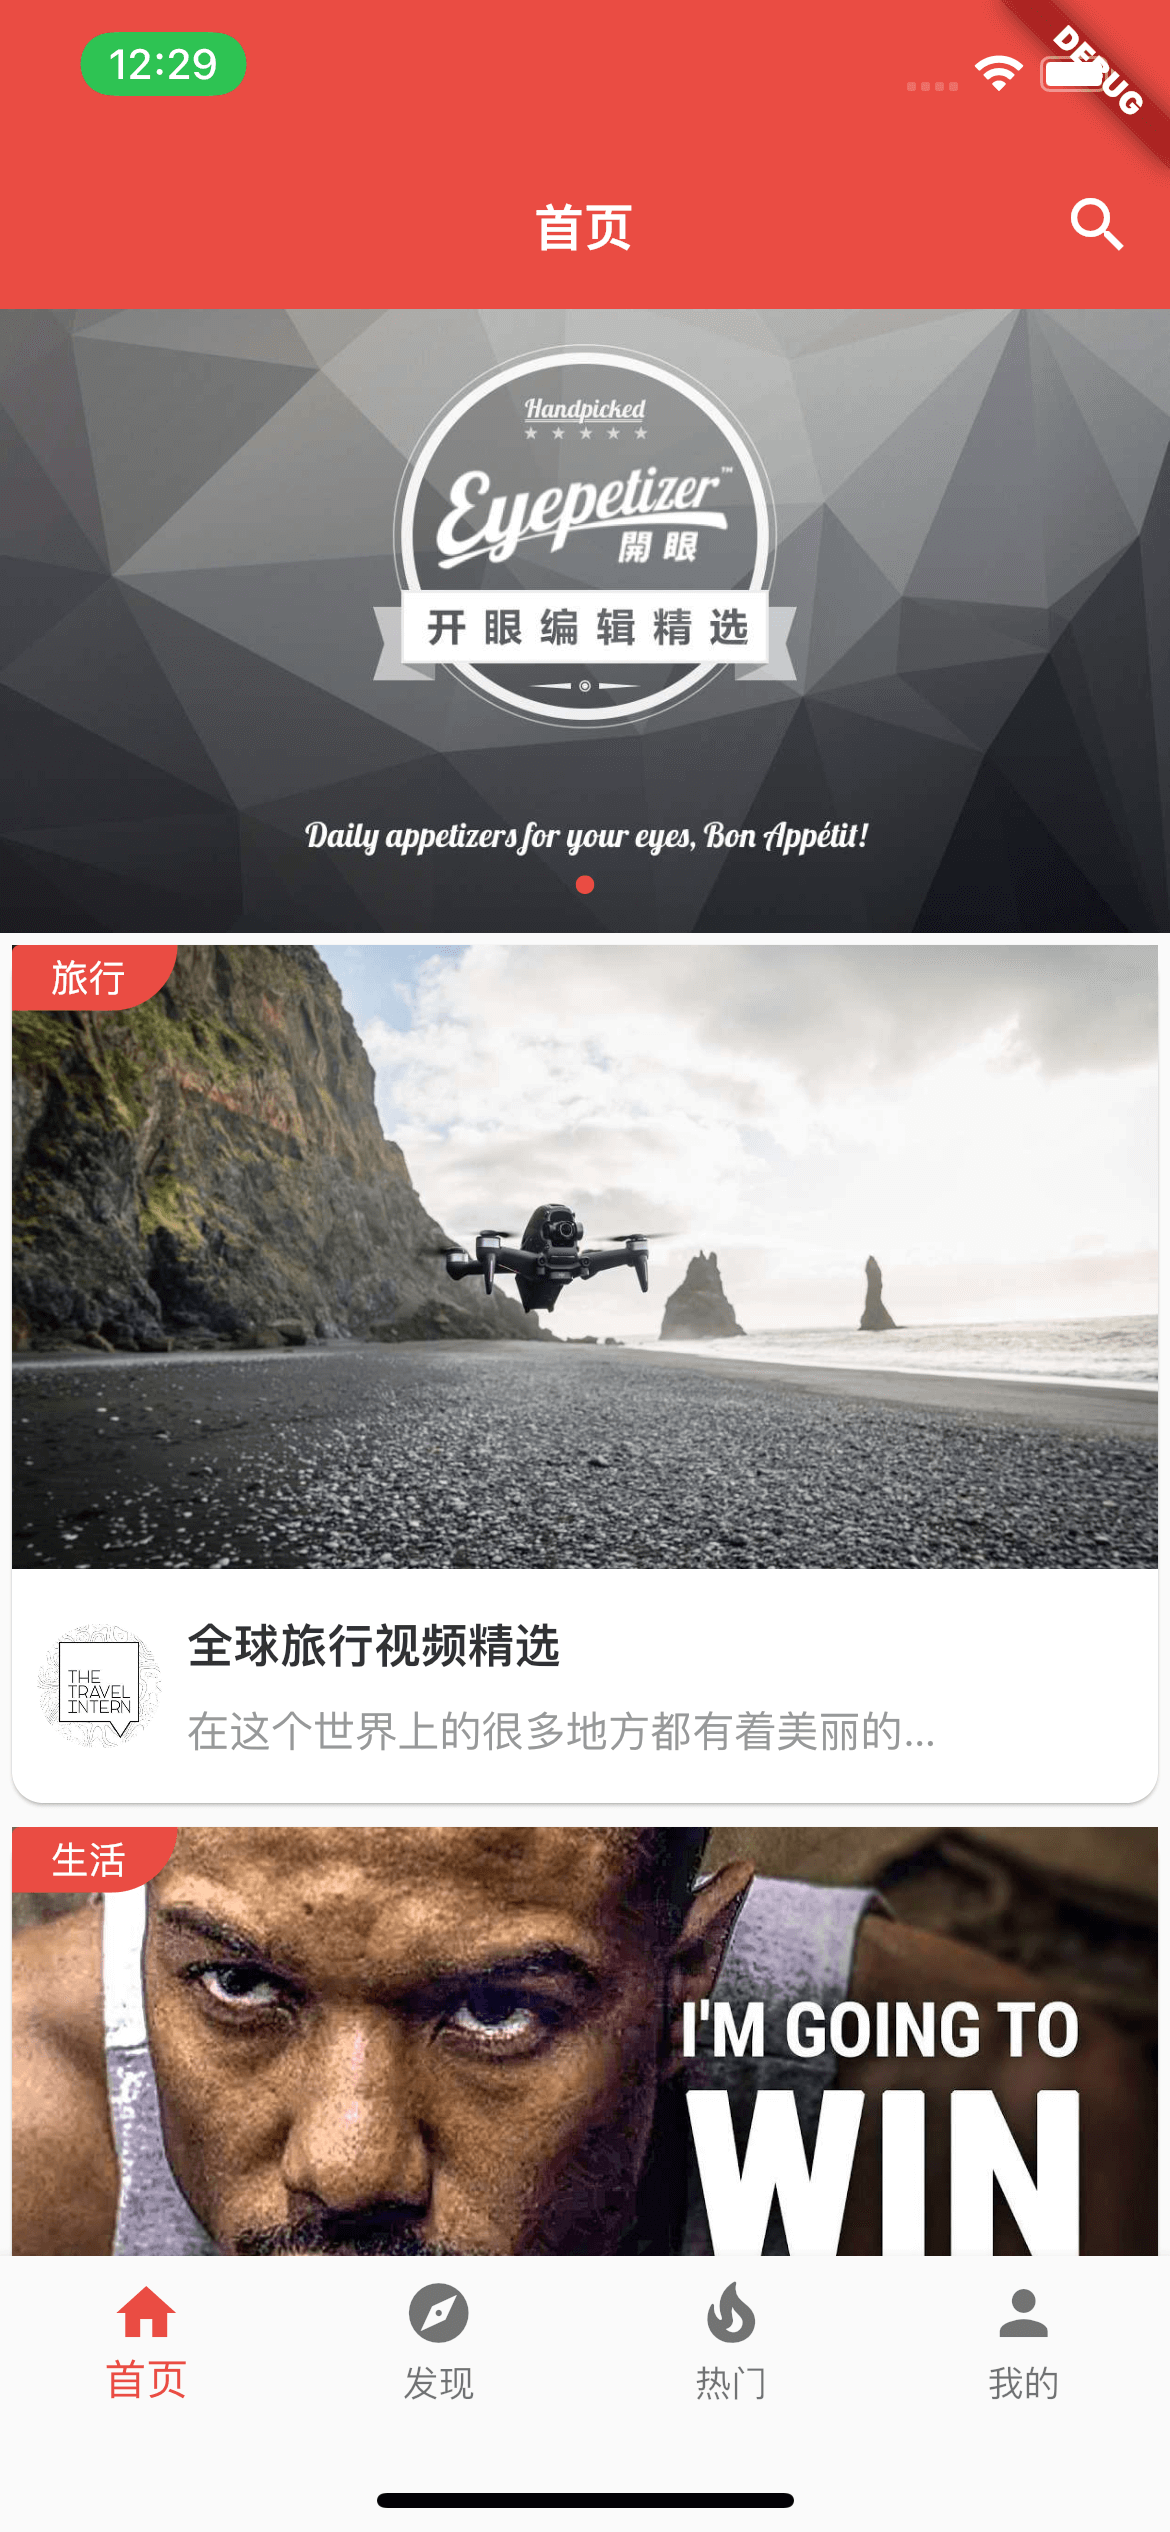 12:29
DEBUG
首页
Handpicked
Eyepetizer™
開眼
开眼编辑精选
Daily appetizers for your eyes, Bon Appétit!
旅行
THE
TRAVEL
INTERN
全球旅行视频精选
在这个世界上的很多地方都有着美丽的...
生活
I'M GOING TO
WIN
首页
发现
热门
我的